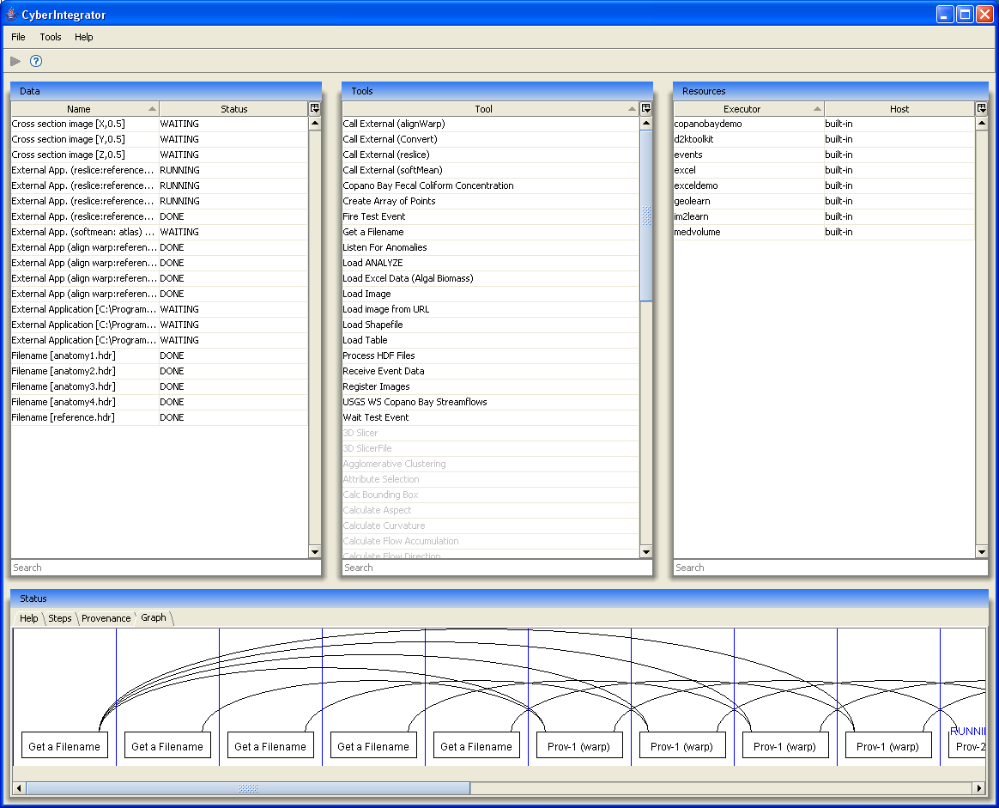 CyberIntegrator
File Tools Help
Data
Name Status
Cross section image [X,0.5] WAITING
Cross section image [Y,0.5] WAITING
Cross section image [Z,0.5] WAITING
External App. (reslice:reference... RUNNING
External App. (reslice:reference... RUNNING
External App. (reslice:reference... RUNNING
External App. (reslice:reference... DONE
External App. (softmean: atlas) ... WAITING
External App (align warp:referen... DONE
External App (align warp:referen... DONE
External App (align warp:referen... DONE
External App (align warp:referen... DONE
External Application [C:\Program... WAITING
External Application [C:\Program... WAITING
External Application [C:\Program... WAITING
Filename [anatomy1.hdr] DONE
Filename [anatomy2.hdr] DONE
Filename [anatomy3.hdr] DONE
Filename [anatomy4.hdr] DONE
Filename [reference.hdr] DONE
Search
Tools
Tool
Call External (alignWarp)
Call External (Convert)
Call External (reslice)
Call External (softMean)
Copano Bay Fecal Coliform Concentration
Create Array of Points
Fire Test Event
Get a Filename
Listen For Anomalies
Load ANALYZE
Load Excel Data (Algal Biomass)
Load Image
Load image from URL
Load Shapefile
Load Table
Process HDF Files
Receive Event Data
Register Images
USGS WS Copano Bay Streamflows
Wait Test Event
3D Slicer
3D SlicerFile
Agglomerative Clustering
Attribute Selection
Calc Bounding Box
Calculate Aspect
Calculate Curvature
Calculate Flow Accumulation
Calculate Flow Direction
Search
Resources
Executor Host
copanobaydemo built-in
d2ktoolkit built-in
events built-in
excel built-in
exceldemo built-in
geolearn built-in
im2learn built-in
medvolume built-in
Search
Status
Help Steps Provenance Graph
RUNNI
Get a Filename Get a Filename Get a Filename Get a Filename Get a Filename Prov-1 (warp) Prov-1 (warp) Prov-1 (warp) Prov-1 (warp) Prov-2